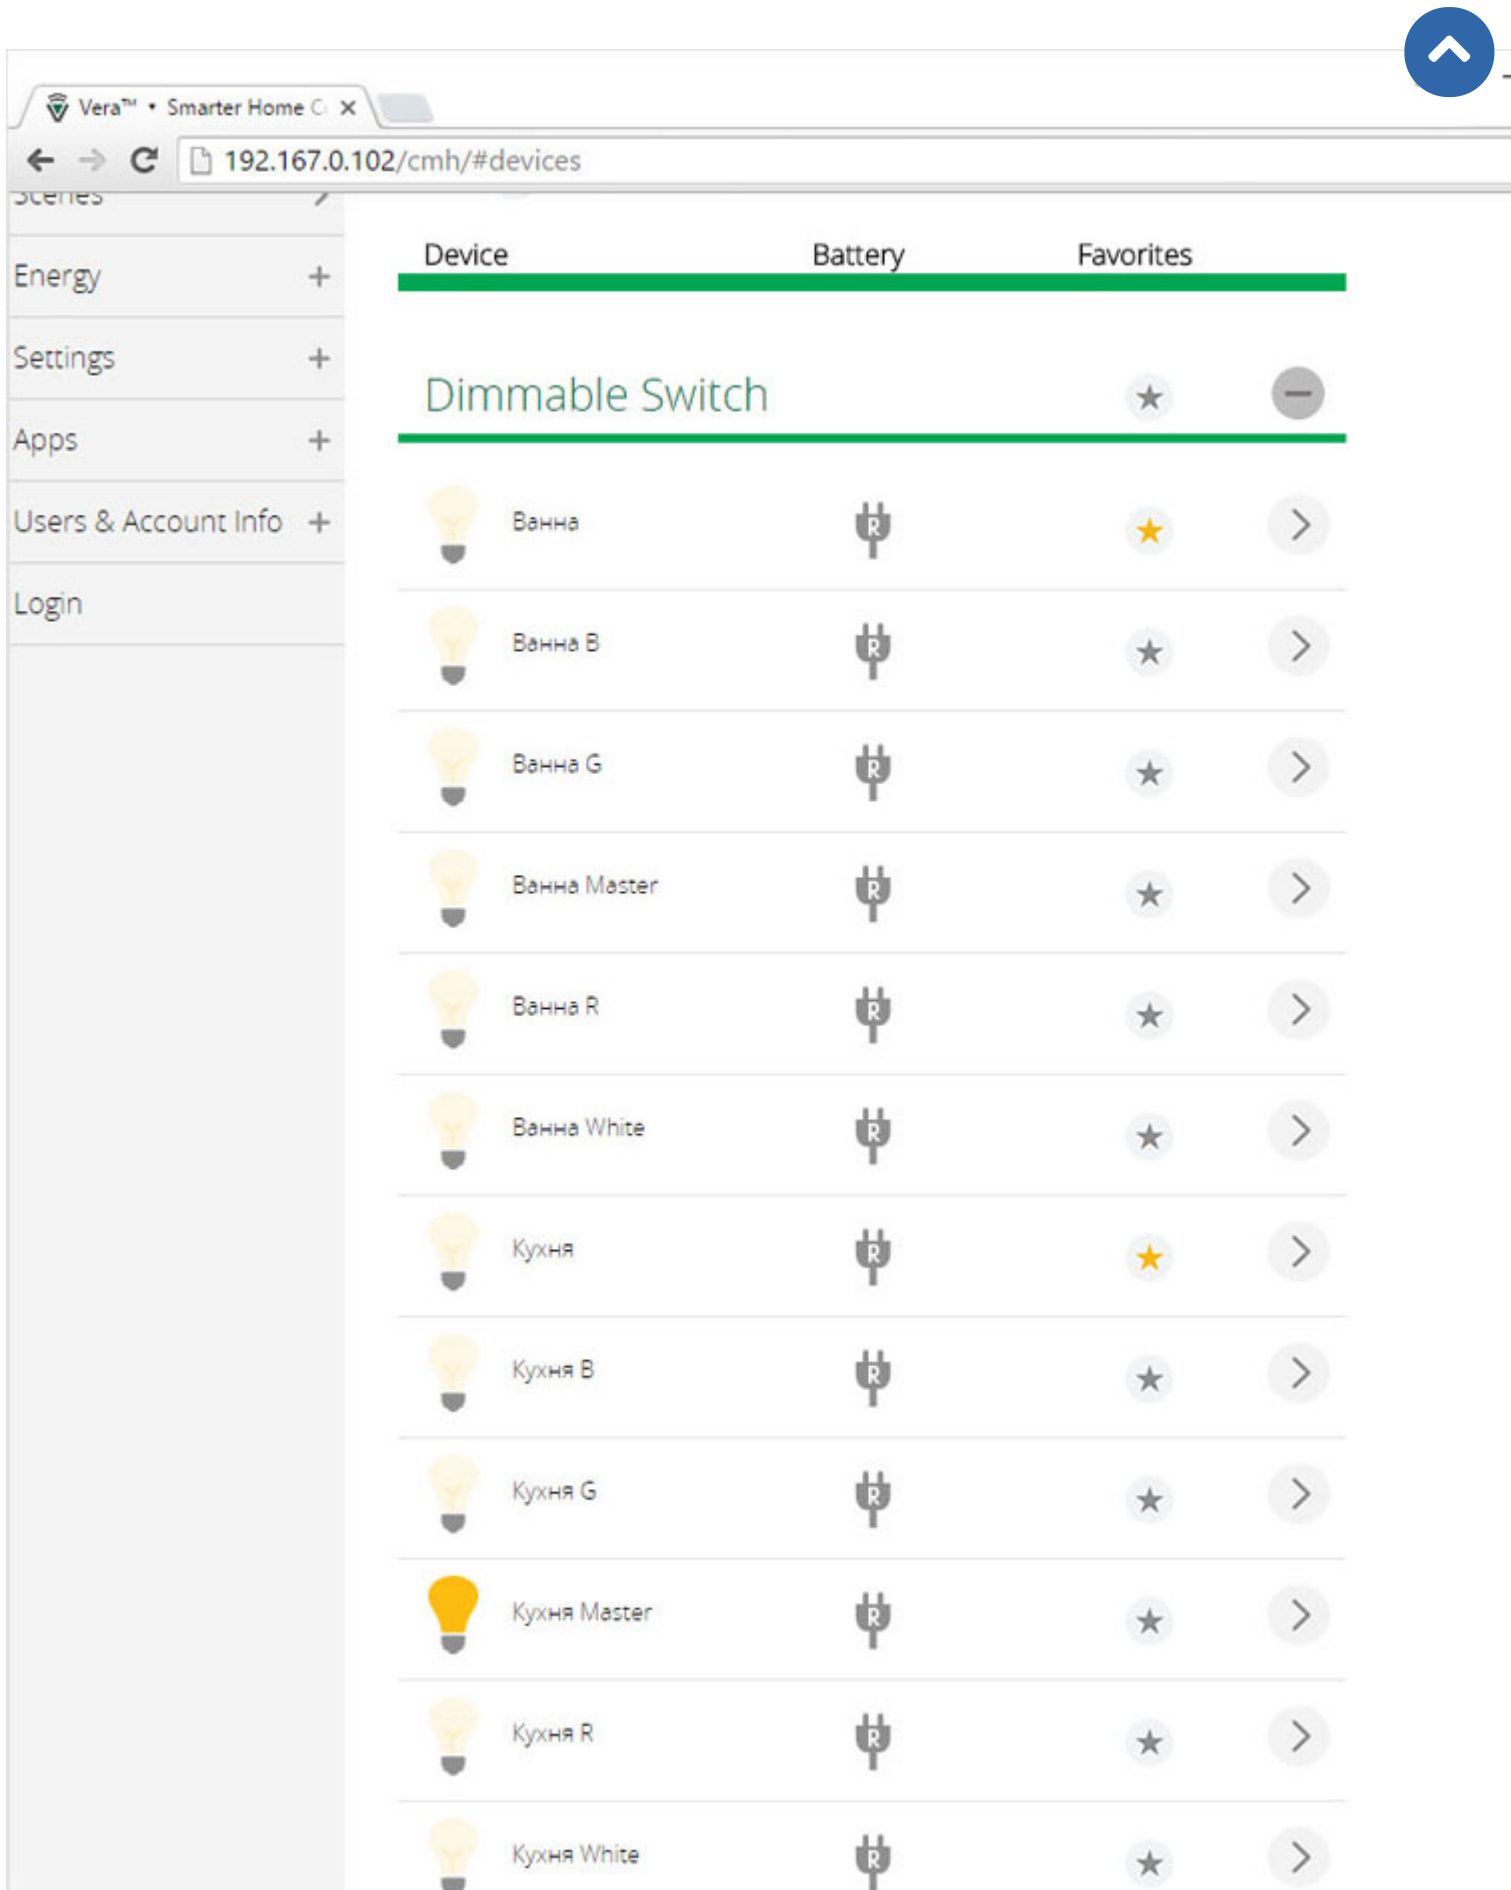 Vera™ • Smarter Home C
192.167.0.102/cmh/#devices
Scenes
Energy
Settings
Apps
Users & Account Info
Login
Device Battery Favorites
Dimmable Switch
Ванна
R
Ванна B
R
Ванна G
R
Ванна Master
R
Ванна R
R
Ванна White
R
Кухня
R
Кухня B
R
Кухня G
R
Кухня Master
R
Кухня R
R
Кухня White
R